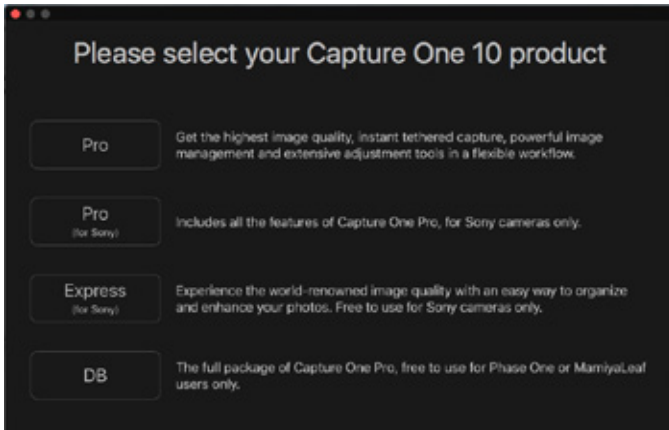 Please select your Capture One 10 product
Pro
Get the highest image quality, instant tethered capture, powerful image
management and extensive adjustment tools in a flexible workflow.
Pro
(for Sony)
Includes all the features of Capture One Pro, for Sony cameras only.
Express
(for Sony)
Experience the world-renowned image quality with an easy way to organize
and enhance your photos. Free to use for Sony cameras only.
DB
The full package of Capture One Pro, free to use for Phase One or MamiyaLeaf
users only.